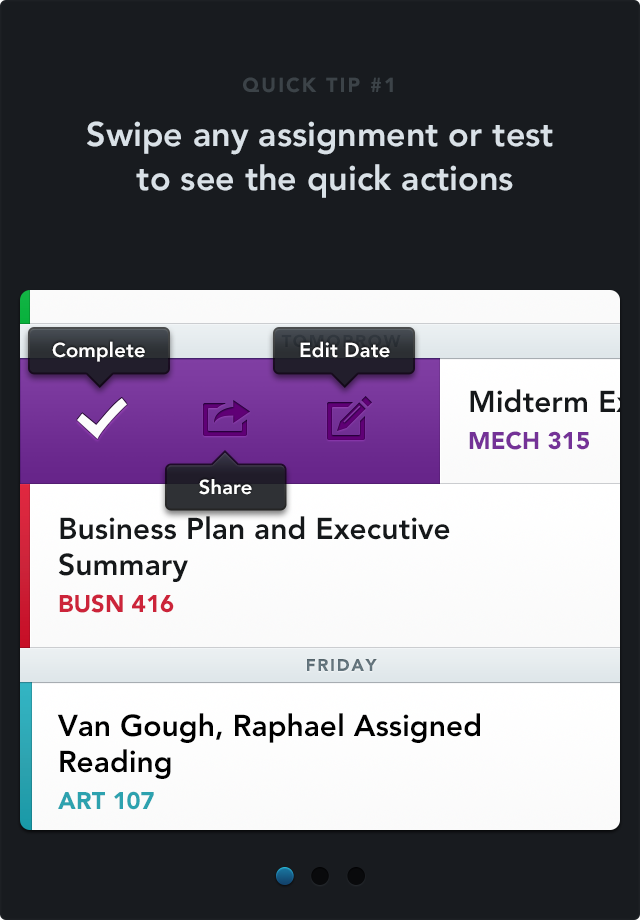 QUICK TIP #1
Swipe any assignment or test
to see the quick actions
TOMORROW
Complete
Edit Date
Midterm Ex
MECH 315
Share
Business Plan and Executive
Summary
BUSN 416
FRIDAY
Van Gough, Raphael Assigned
Reading
ART 107